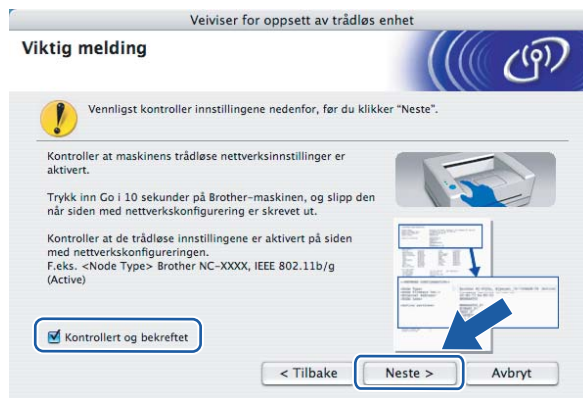 Veiviser for oppsett av trådløs enhet
Viktig melding
Vennligst kontroller innstillingene nedenfor, før du klikker "Neste".
Kontroller at maskinens trådløse nettverksinnstillinger er
aktivert.
Trykk inn Go i 10 sekunder på Brother-maskinen, og slipp den
når siden med nettverkskonfigurering er skrevet ut.
Kontroller at de trådløse innstillingene er aktivert på siden
med nettverkskonfigureringen.
F.eks. <Node Type> Brother NC-XXXX, IEEE 802.11b/g
(Active)
Kontrollert og bekreftet
< Tilbake Neste > Avbryt